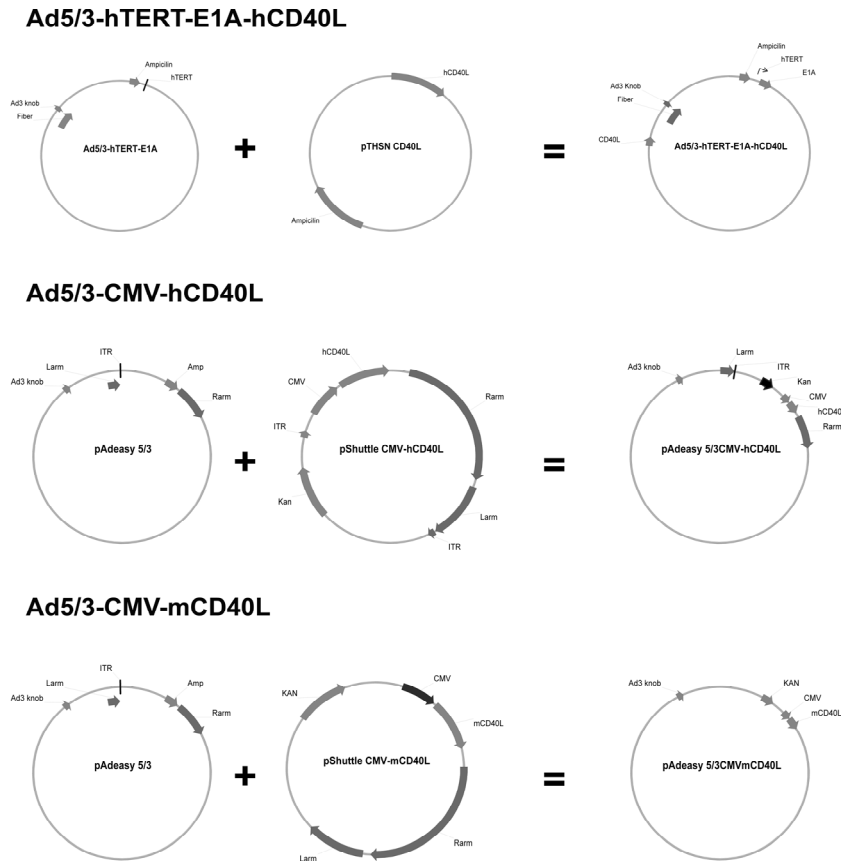 Ad5/3-hTERT-E1A-hCD40L
Ampicilin
hTERT
Ad3 knob
Fiber
Ad5/3-hTERT-E1A
+
hCD40L
pTHSN CD40L
Ampicilin
=
Ampicilin
hTERT
E1A
Ad3 Knob
Fiber
CD40L
Ad5/3-hTERT-E1A-hCD40L
Ad5/3-CMV-hCD40L
ITR
Larm
Amp
Ad3 knob
Rarm
pAdeasy 5/3
+
hCD40L
CMV
Rarm
ITR
pShuttle CMV-hCD40L
Kan
Larm
ITR
=
Larm
ITR
Ad3 knob
Kan
CMV
hCD40
Rarm
pAdeasy 5/3CMV-hCD40L
Ad5/3-CMV-mCD40L
ITR
Larm
Amp
Ad3 knob
Rarm
pAdeasy 5/3
+
KAN
CMV
mCD40L
pShuttle CMV-mCD40L
Larm
Rarm
=
Ad3 knob
KAN
CMV
mCD40L
pAdeasy 5/3CMVmCD40L